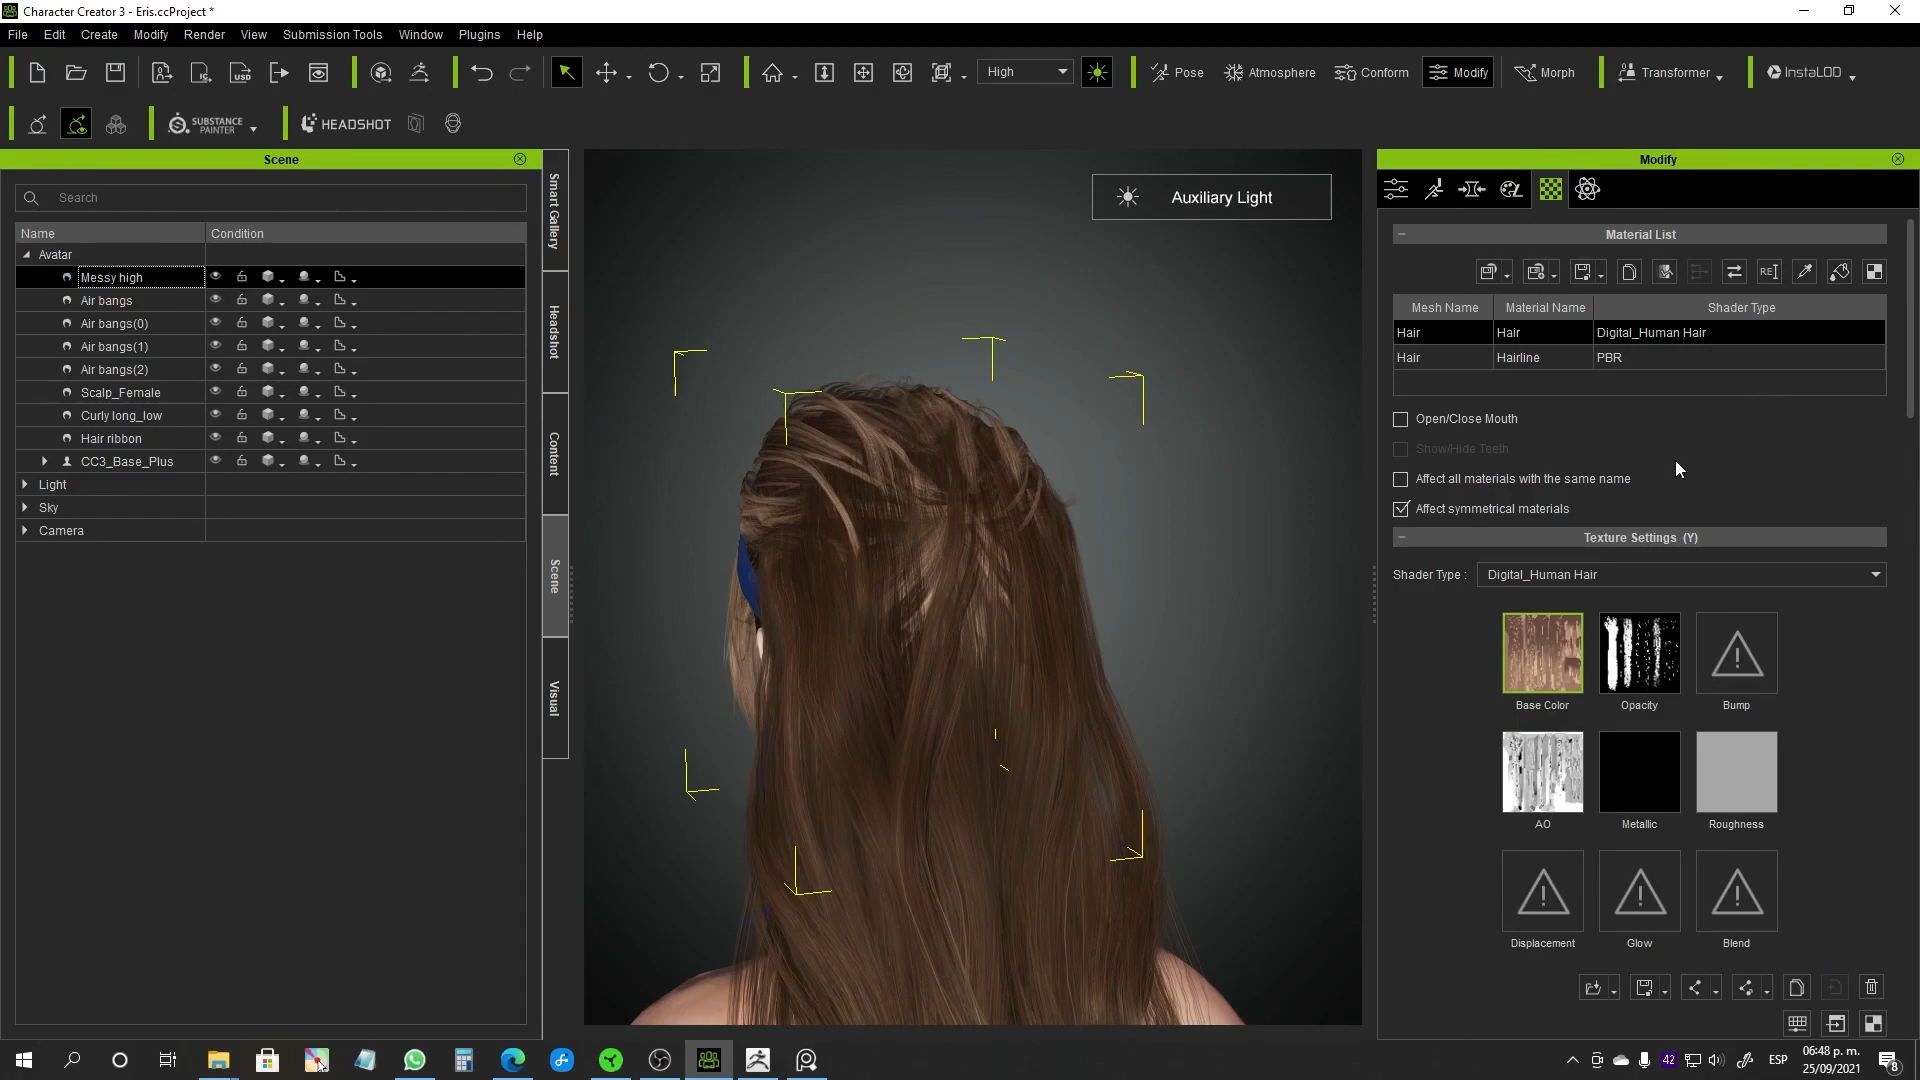 Character Creator 3 - Eris.ccProject *
File Edit Create Modify Render View Submission Tools Window Plugins Help
High Pose Atmosphere Conform Modify Morph Transformer InstaLOD
SUBSTANCE PAINTER HEADSHOT
Scene
Search
Name Condition
Avatar
Messy high
Air bangs
Air bangs(0)
Air bangs(1)
Air bangs(2)
Scalp_Female
Curly long_low
Hair ribbon
CC3_Base_Plus
Light
Sky
Camera
Smart Gallery
Headshot
Content
Scene
Visual
Auxiliary Light
Modify
Material List
Mesh Name Material Name Shader Type
Hair Hair Digital_Human Hair
Hair Hairline PBR
Open/Close Mouth
Show/Hide Teeth
Affect all materials with the same name
Affect symmetrical materials
Texture Settings (Y)
Shader Type : Digital_Human Hair
Base Color Opacity Bump
AO Metallic Roughness
Displacement Glow Blend
42 ESP 06:48 p. m.
25/09/2021 8